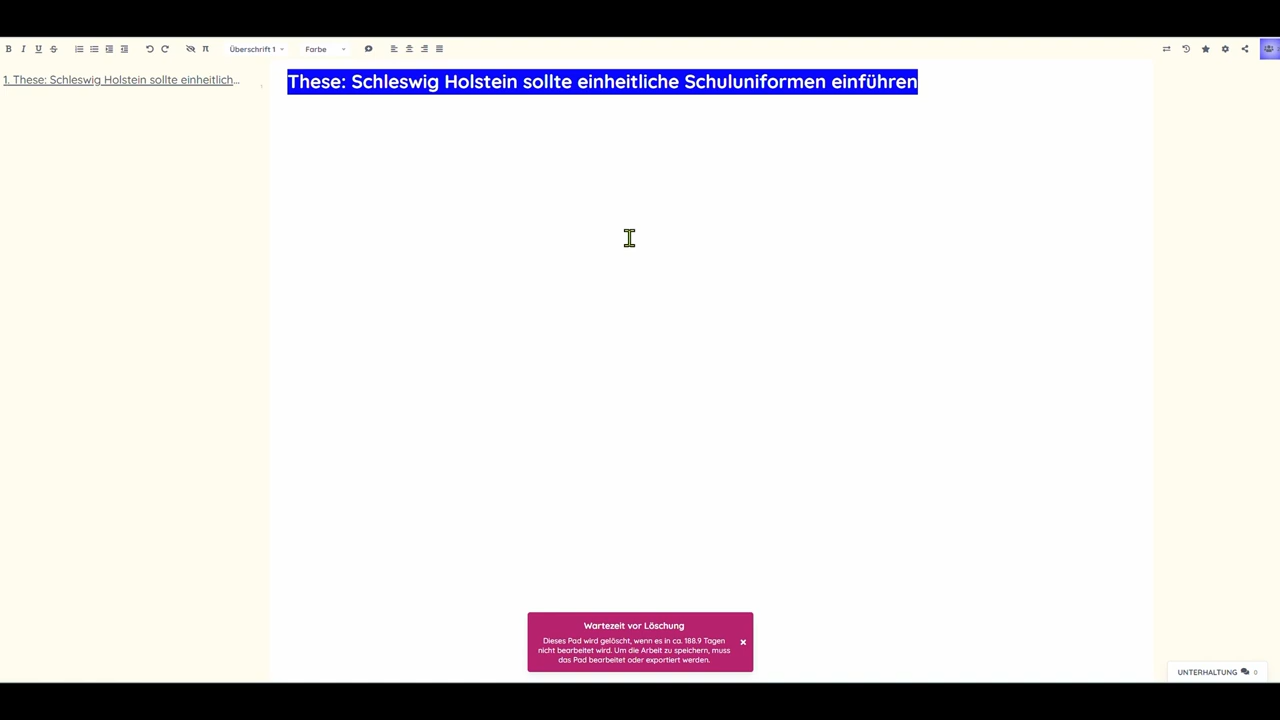 B I U S Überschrift 1 Farbe
1. These: Schleswig Holstein sollte einheitlich...
These: Schleswig Holstein sollte einheitliche Schuluniformen einführen
Wartezeit vor Löschung
Dieses Pad wird gelöscht, wenn es in ca. 188.9 Tagen
nicht bearbeitet wird. Um die Arbeit zu speichern, muss
das Pad bearbeitet oder exportiert werden.
UNTERHALTUNG 0